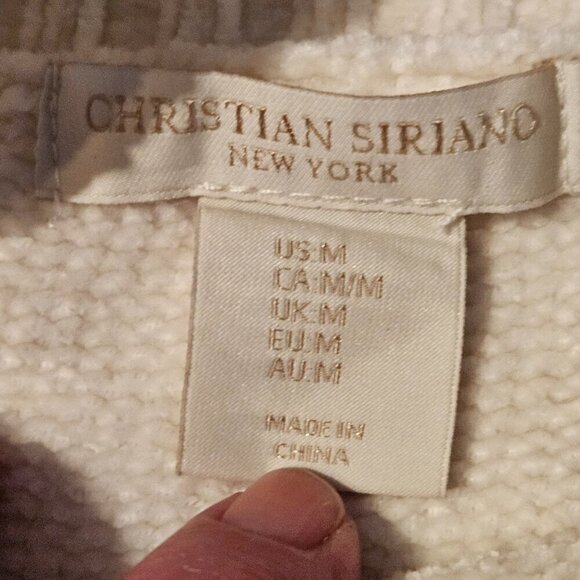 CHRISTIAN SIRIANO
NEW YORK
US:M
CA:M/M
UK:M
EU:M
AU:M
MADE IN
CHINA